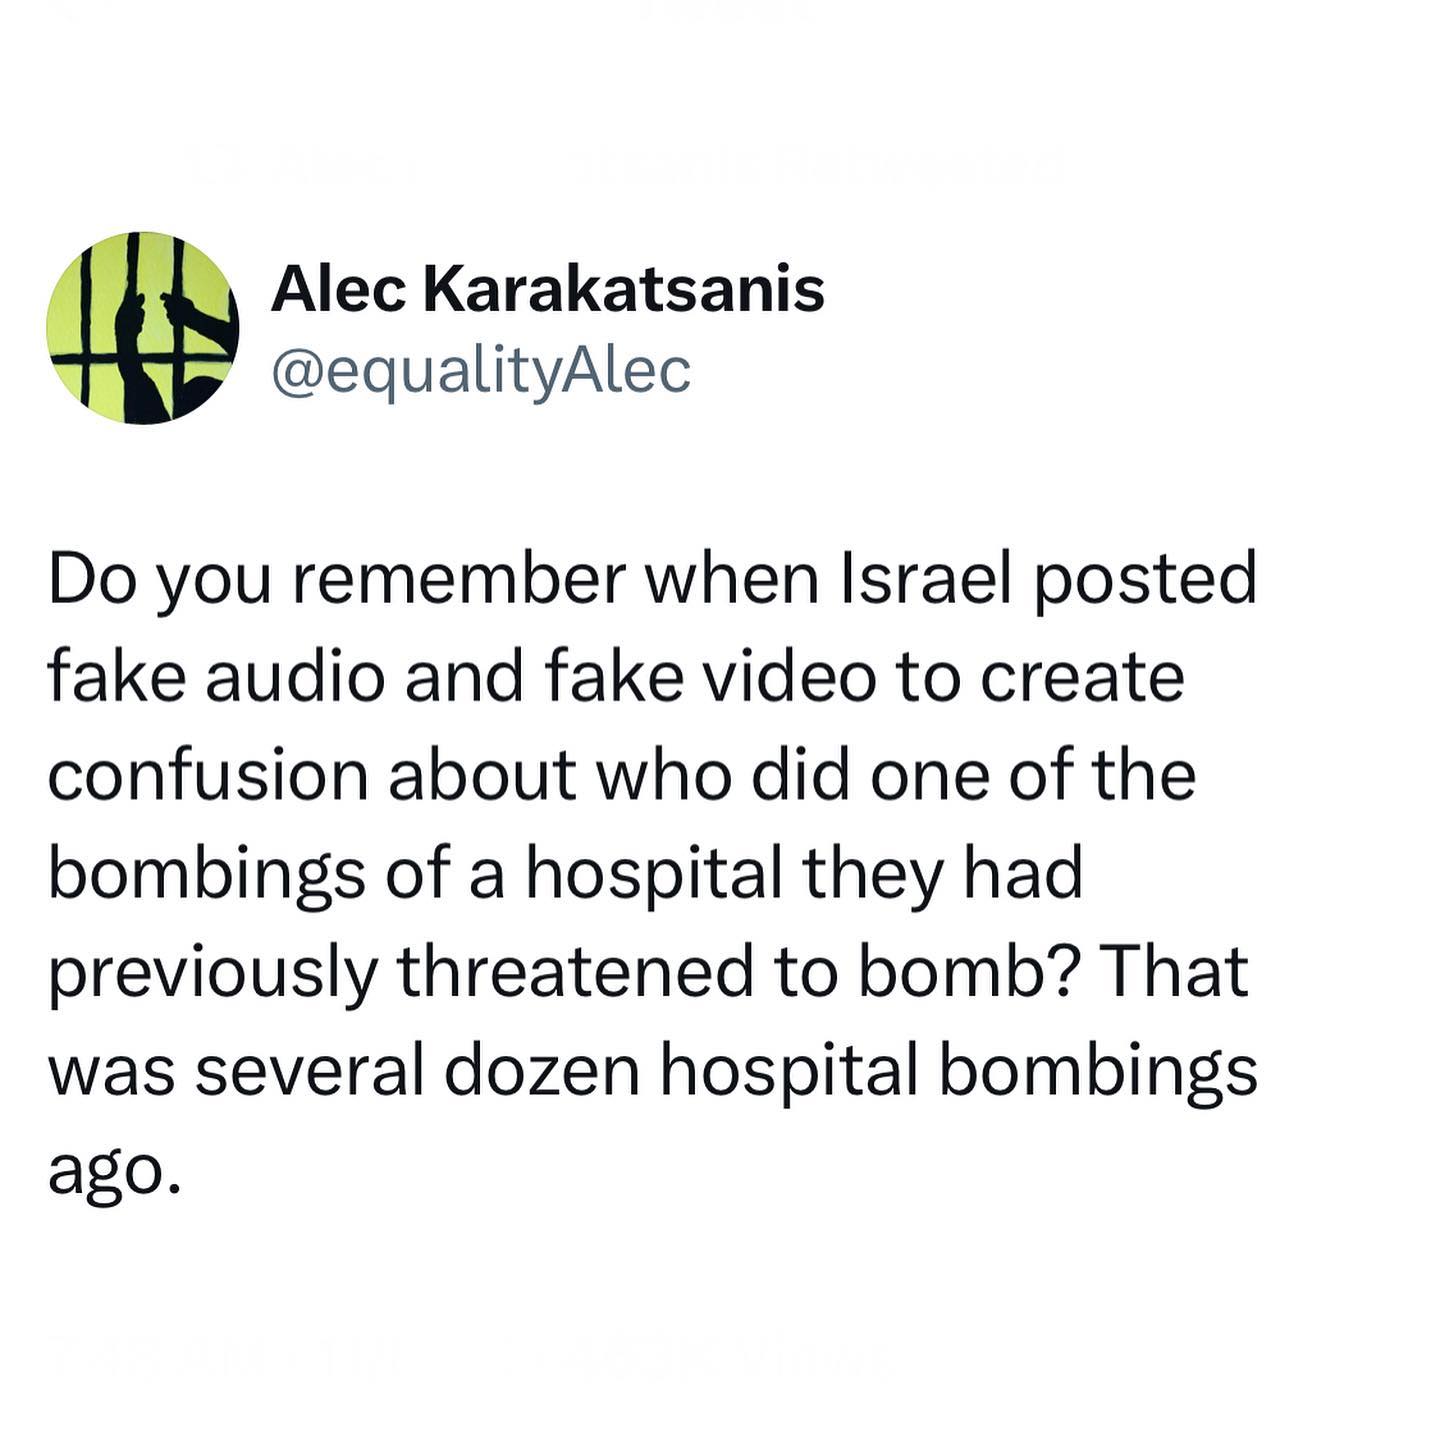 Alec Karakatsanis
@equalityAlec
Do you remember when Israel posted
fake audio and fake video to create
confusion about who did one of the
bombings of a hospital they had
previously threatened to bomb? That
was several dozen hospital bombings
ago.